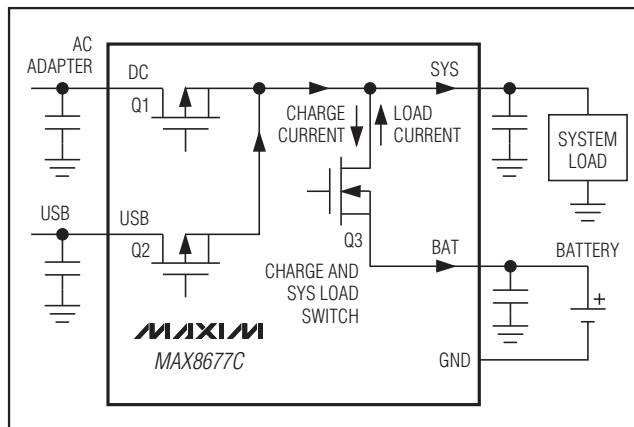 AC
ADAPTER
DC
Q1
SYS
CHARGE
CURRENT
LOAD
CURRENT
SYSTEM
LOAD
USB
USB
Q2
Q3
BAT
BATTERY
CHARGE AND
SYS LOAD
SWITCH
+
MAXIM
MAX8677C
GND